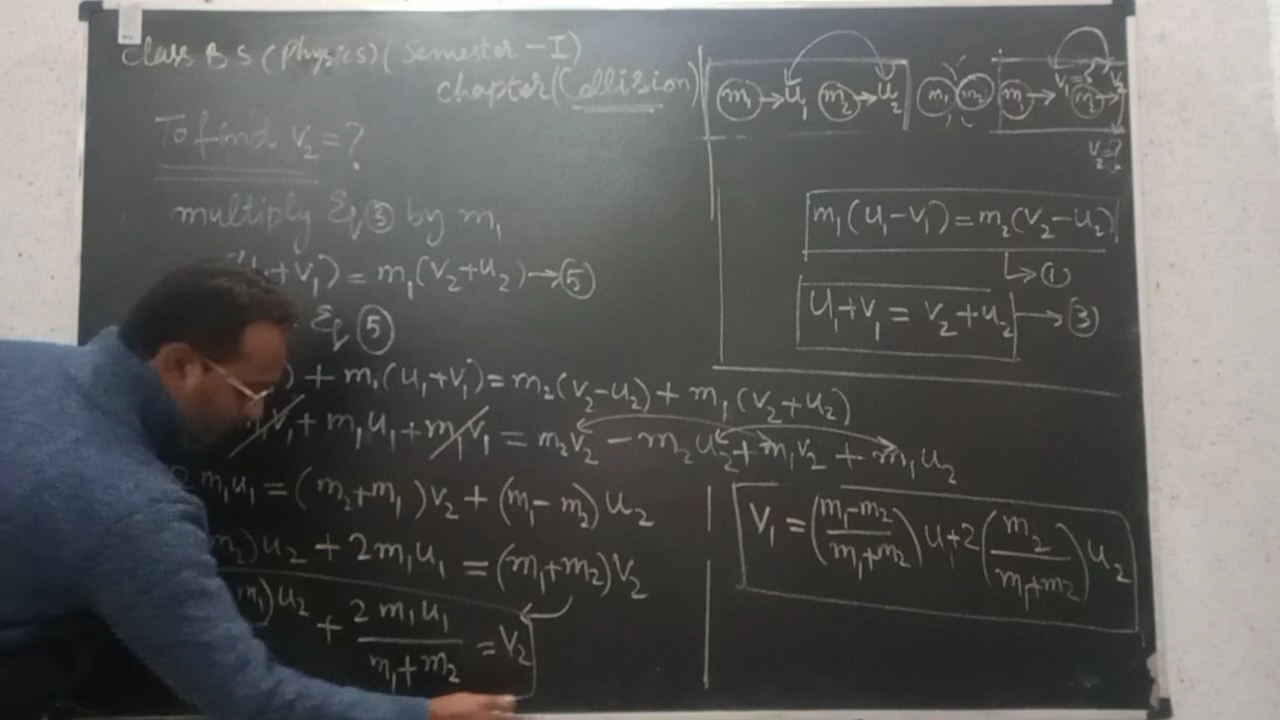 Class BS (Physics) (Semester-I)
chapter (Collision)
To find v₂ = ?
multiply Eq ③ by m₁
+v₁) = m₁(v₂+u₂) → ⑤
Eq ⑤
) + m₁(u₁+v₁) = m₂(v₂-u₂) + m₁(v₂+u₂)
v₁ + m₁u₁ + m₁v₁ = m₂v₂ - m₂u₂ + m₁v₂ + m₁u₂
m₁u₁ = (m₂+m₁)v₂ + (m₁-m₂)u₂
m₂)u₂ + 2m₁u₁ = (m₁+m₂)v₂
m₁)u₂ + 2m₁u₁/m₁+m₂ = v₂
m₁ → u₁ m₂ → u₂ m₁ m₂ m₁ → v₁=? m₂ → v₂
v₂=?
m₁(u₁-v₁) = m₂(v₂-u₂)
→ ①
u₁+v₁ = v₂+u₂ → ③
v₁ = (m₁-m₂/m₁+m₂)u₁+2(m₂/m₁+m₂)u₂